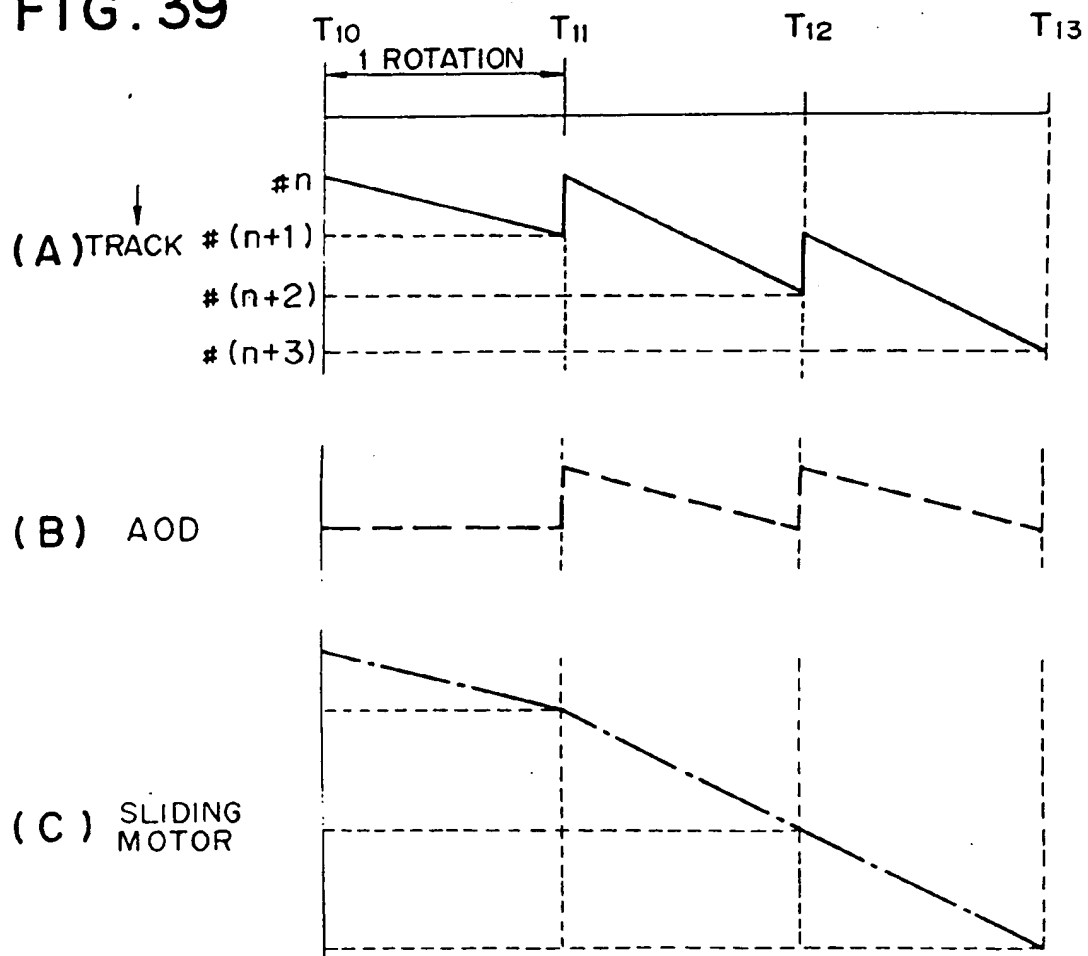 FIG. 39
T10 T11 T12 T13
1 ROTATION
#n
(A) TRACK #(n+1)
#(n+2)
#(n+3)
(B) AOD
(C) SLIDING MOTOR